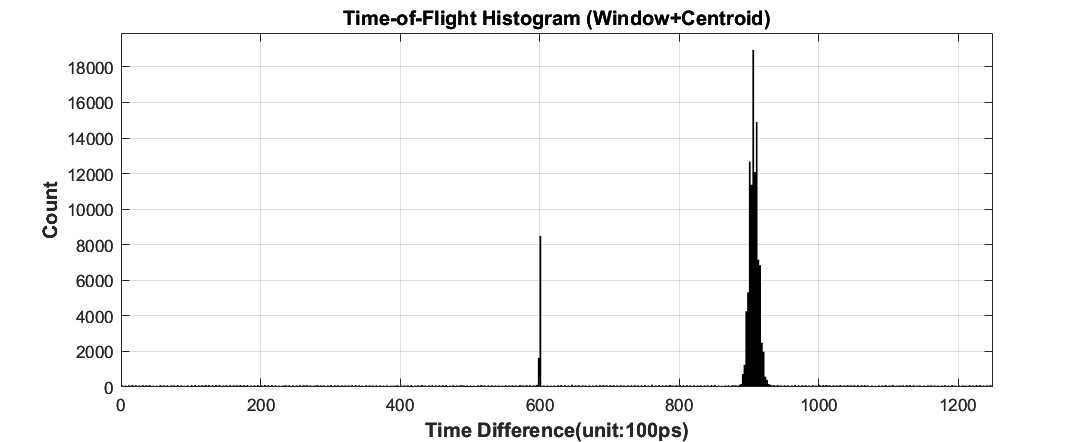 Time-of-Flight Histogram (Window+Centroid)
18000
16000
14000
12000
10000
8000
6000
4000
2000
0
Count
0 200 400 600 800 1000 1200
Time Difference(unit:100ps)